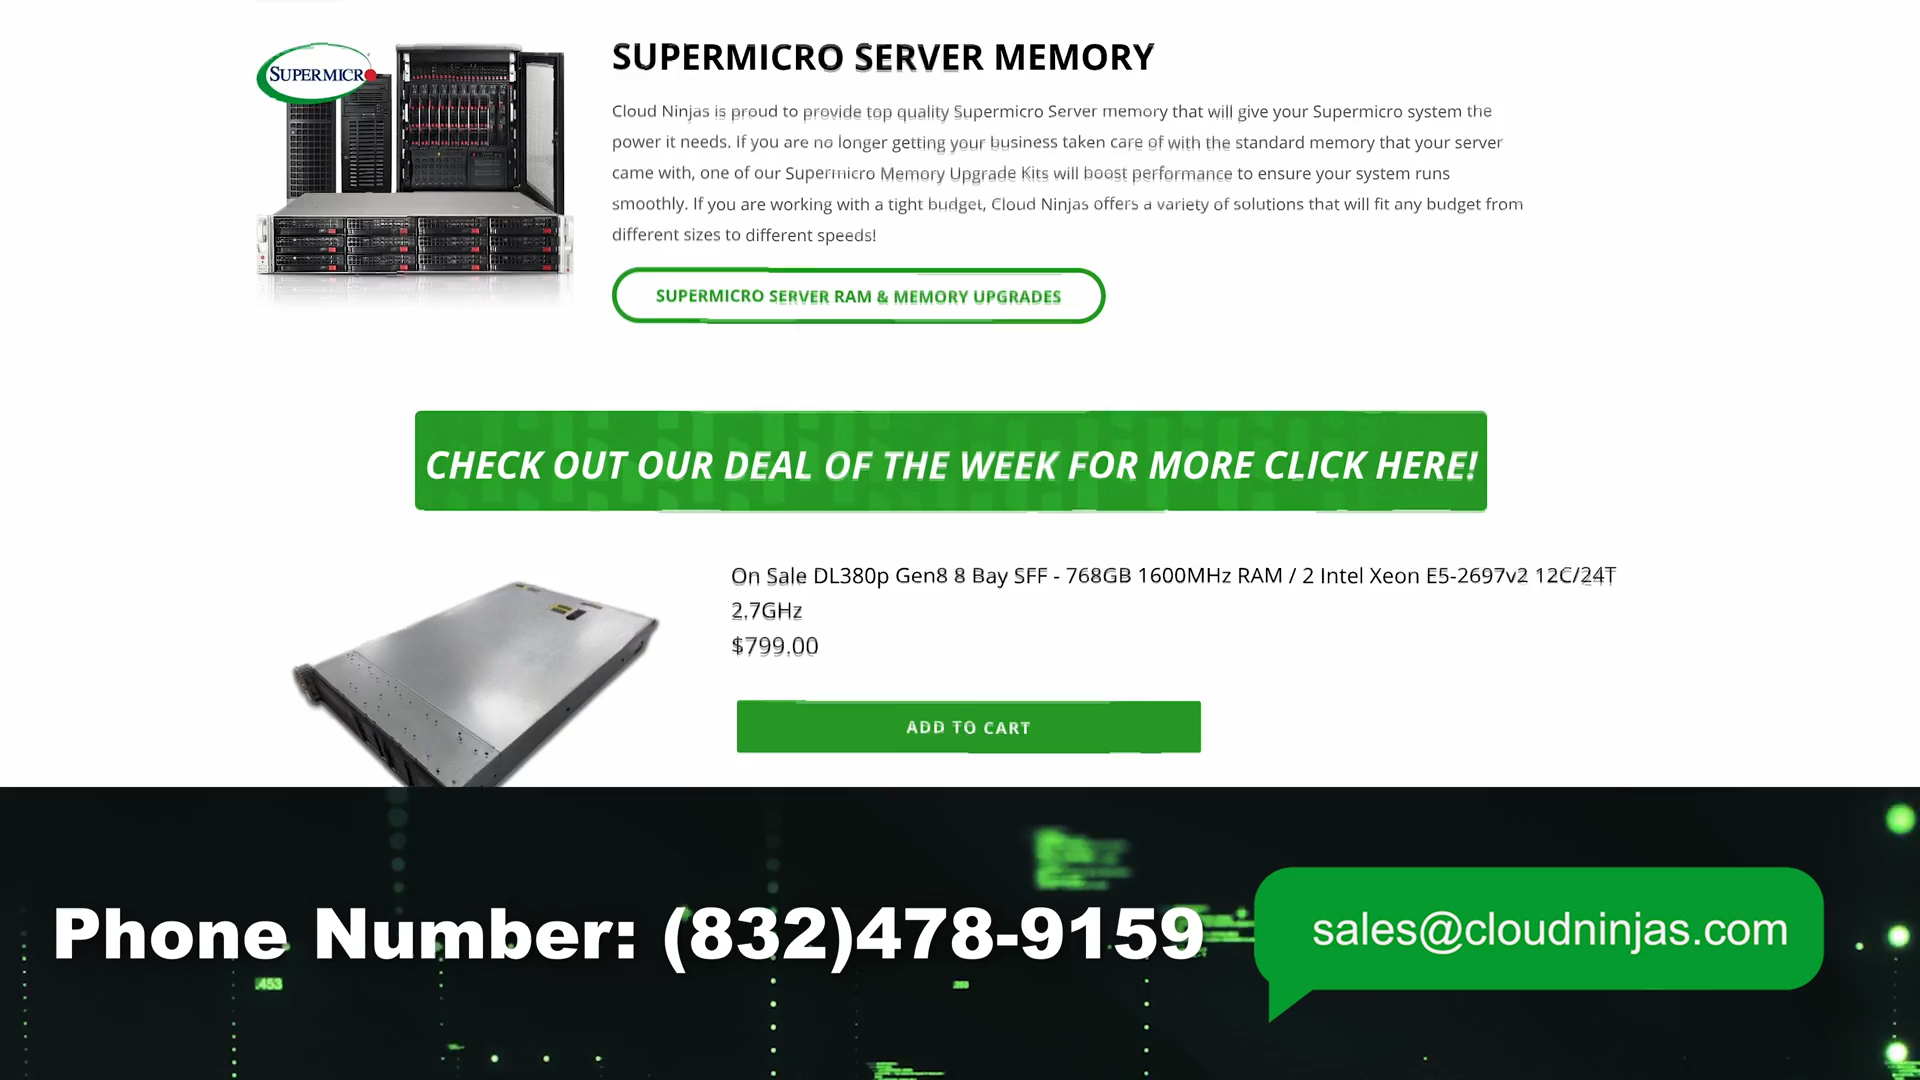 SUPERMICRO
SUPERMICRO SERVER MEMORY
Cloud Ninjas is proud to provide top quality Supermicro Server memory that will give your Supermicro system the
power it needs. If you are no longer getting your business taken care of with the standard memory that your server
came with, one of our Supermicro Memory Upgrade Kits will boost performance to ensure your system runs
smoothly. If you are working with a tight budget, Cloud Ninjas offers a variety of solutions that will fit any budget from
different sizes to different speeds!
SUPERMICRO SERVER RAM & MEMORY UPGRADES
CHECK OUT OUR DEAL OF THE WEEK FOR MORE CLICK HERE!
On Sale DL380p Gen8 8 Bay SFF - 768GB 1600MHz RAM / 2 Intel Xeon E5-2697v2 12C/24T
2.7GHz
$799.00
ADD TO CART
Phone Number: (832)478-9159
sales@cloudninjas.com
.453